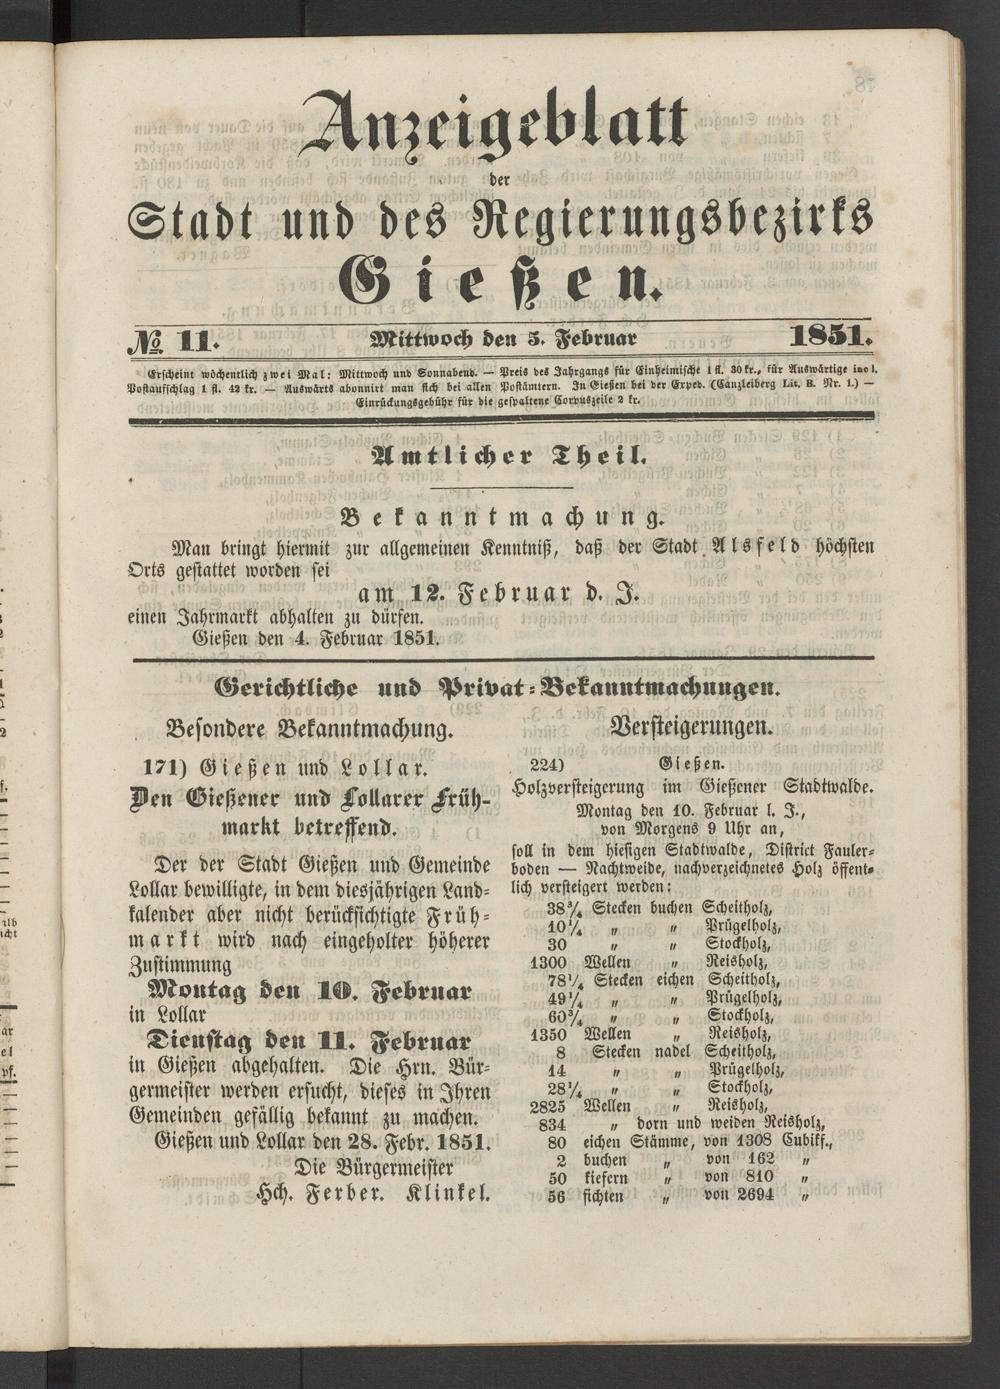 Anzeigeblatt
der
Stadt und des Regierungsbezirks
Gießen.
No. 11. Mittwoch den 5. Februar 1851.
Erscheint wöchentlich zwei Mal: Mittwoch und Sonnabend. — Preis des Jahrgangs für Einheimische 1 fl. 30 kr., für Auswärtige incl.
Postaufschlag 1 fl. 42 kr. — Auswärts abonnirt man sich bei allen Postämtern. In Gießen bei der Exped. (Canzleiberg Lit. B. Nr. 1.) —
Einrückungsgebühr für die gespaltene Corpuszeile 2 kr.
Amtlicher Theil.
Bekanntmachung.
Man bringt hiermit zur allgemeinen Kenntniß, daß der Stadt Alsfeld höchsten
Orts gestattet worden sei
am 12. Februar d. J.
einen Jahrmarkt abhalten zu dürfen.
Gießen den 4. Februar 1851.
Gerichtliche und Privat-Bekanntmachungen.
Besondere Bekanntmachung.
171) Gießen und Lollar.
Den Gießener und Lollarer Früh-
markt betreffend.
Der der Stadt Gießen und Gemeinde
Lollar bewilligte, in dem diesjährigen Land-
kalender aber nicht berücksichtigte Früh-
markt wird nach eingeholter höherer
Zustimmung
Montag den 10. Februar
in Lollar
Dienstag den 11. Februar
in Gießen abgehalten. Die Hrn. Bür-
germeister werden ersucht, dieses in Ihren
Gemeinden gefällig bekannt zu machen.
Gießen und Lollar den 28. Febr. 1851.
Die Bürgermeister
Hch. Ferber. Klinkel.
Versteigerungen.
224) Gießen.
Holzversteigerung im Gießener Stadtwalde.
Montag den 10. Februar l. J.,
von Morgens 9 Uhr an,
soll in dem hiesigen Stadtwalde, District Fauler-
boden — Nachtweide, nachverzeichnetes Holz öffent-
lich versteigert werden:
38¾ Stecken buchen Scheitholz,
10¼ „ „ Prügelholz,
30 „ „ Stockholz,
1300 Wellen „ Reisholz,
78¼ Stecken eichen Scheitholz,
49¼ „ „ Prügelholz,
60¾ „ „ Stockholz,
1350 Wellen „ Reisholz,
8 Stecken nadel Scheitholz,
14 „ „ Prügelholz,
28¼ „ „ Stockholz,
2825 Wellen „ Reisholz,
834 „ dorn und weiden Reisholz,
80 eichen Stämme, von 1308 Cubikf.,
2 buchen „ von 162 „
50 kiefern „ von 810 „
56 fichten „ von 2694 „